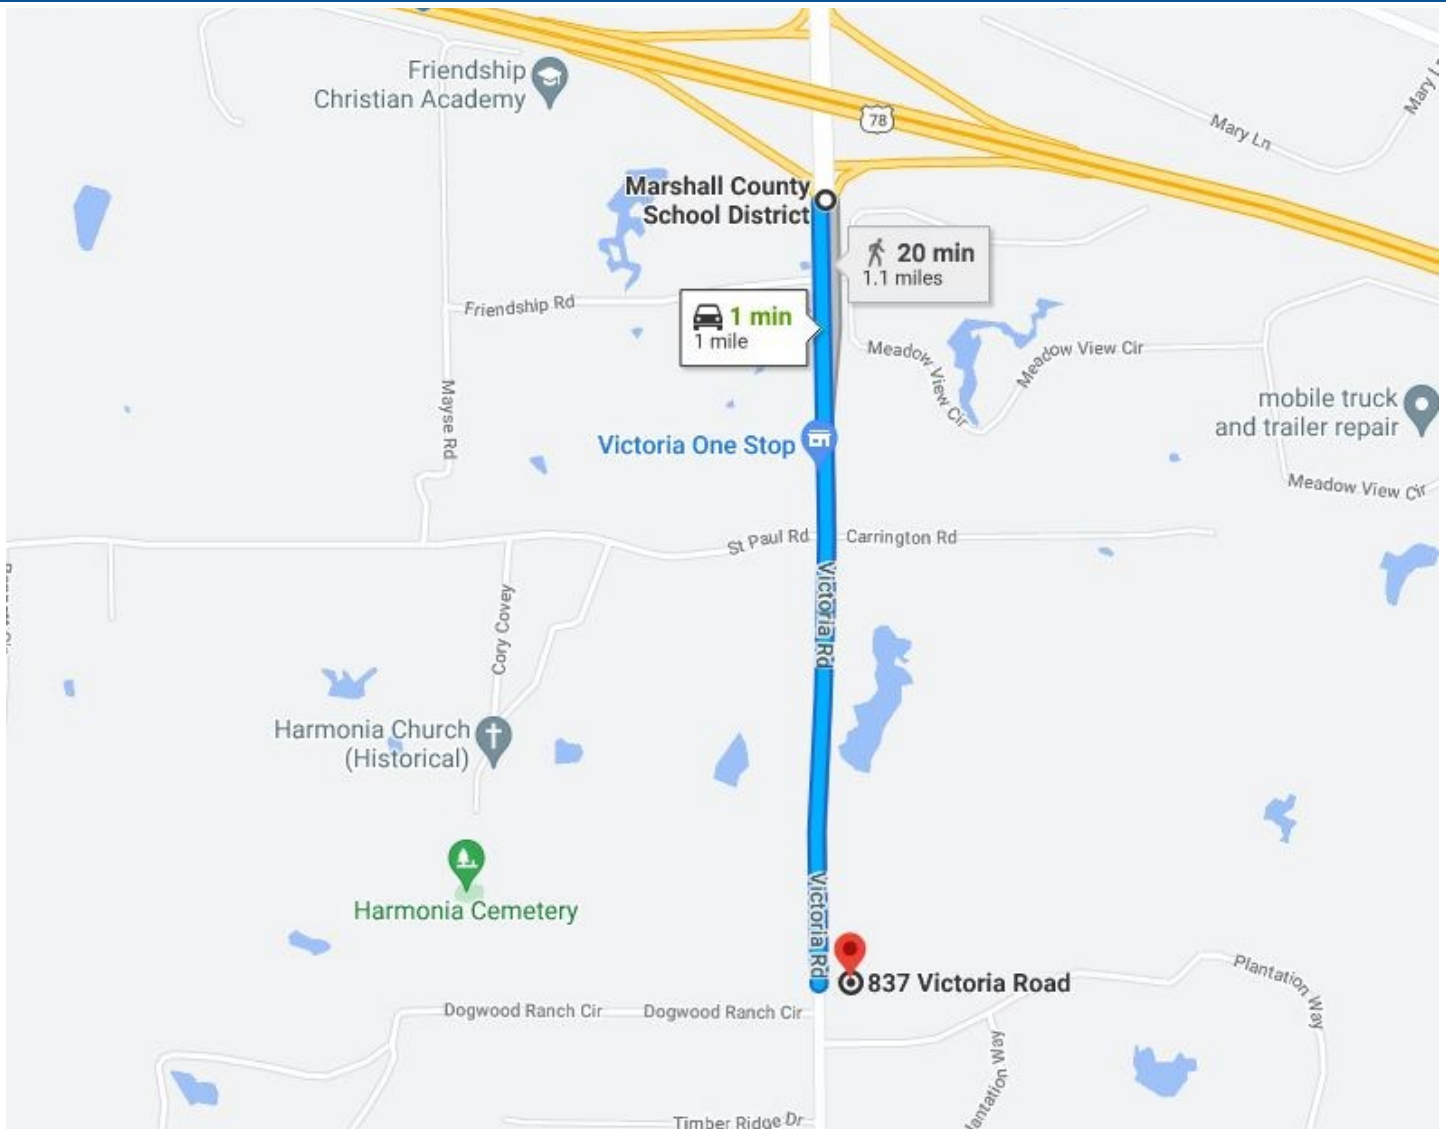 Friendship
Christian Academy
78
Mary Ln
Mary L
Marshall County
School District
20 min
1.1 miles
Friendship Rd
1 min
1 mile
Meadow View Cir
Meadow View Cir
Mayse Rd
mobile truck
and trailer repair
Victoria One Stop
Meadow View Cir
St Paul Rd
Carrington Rd
Victoria Rd
Cory Covey
Harmonia Church
(Historical)
Harmonia Cemetery
Victoria Rd
837 Victoria Road
Plantation Way
Dogwood Ranch Cir
Dogwood Ranch Cir
lantation Way
Timber Ridge Dr